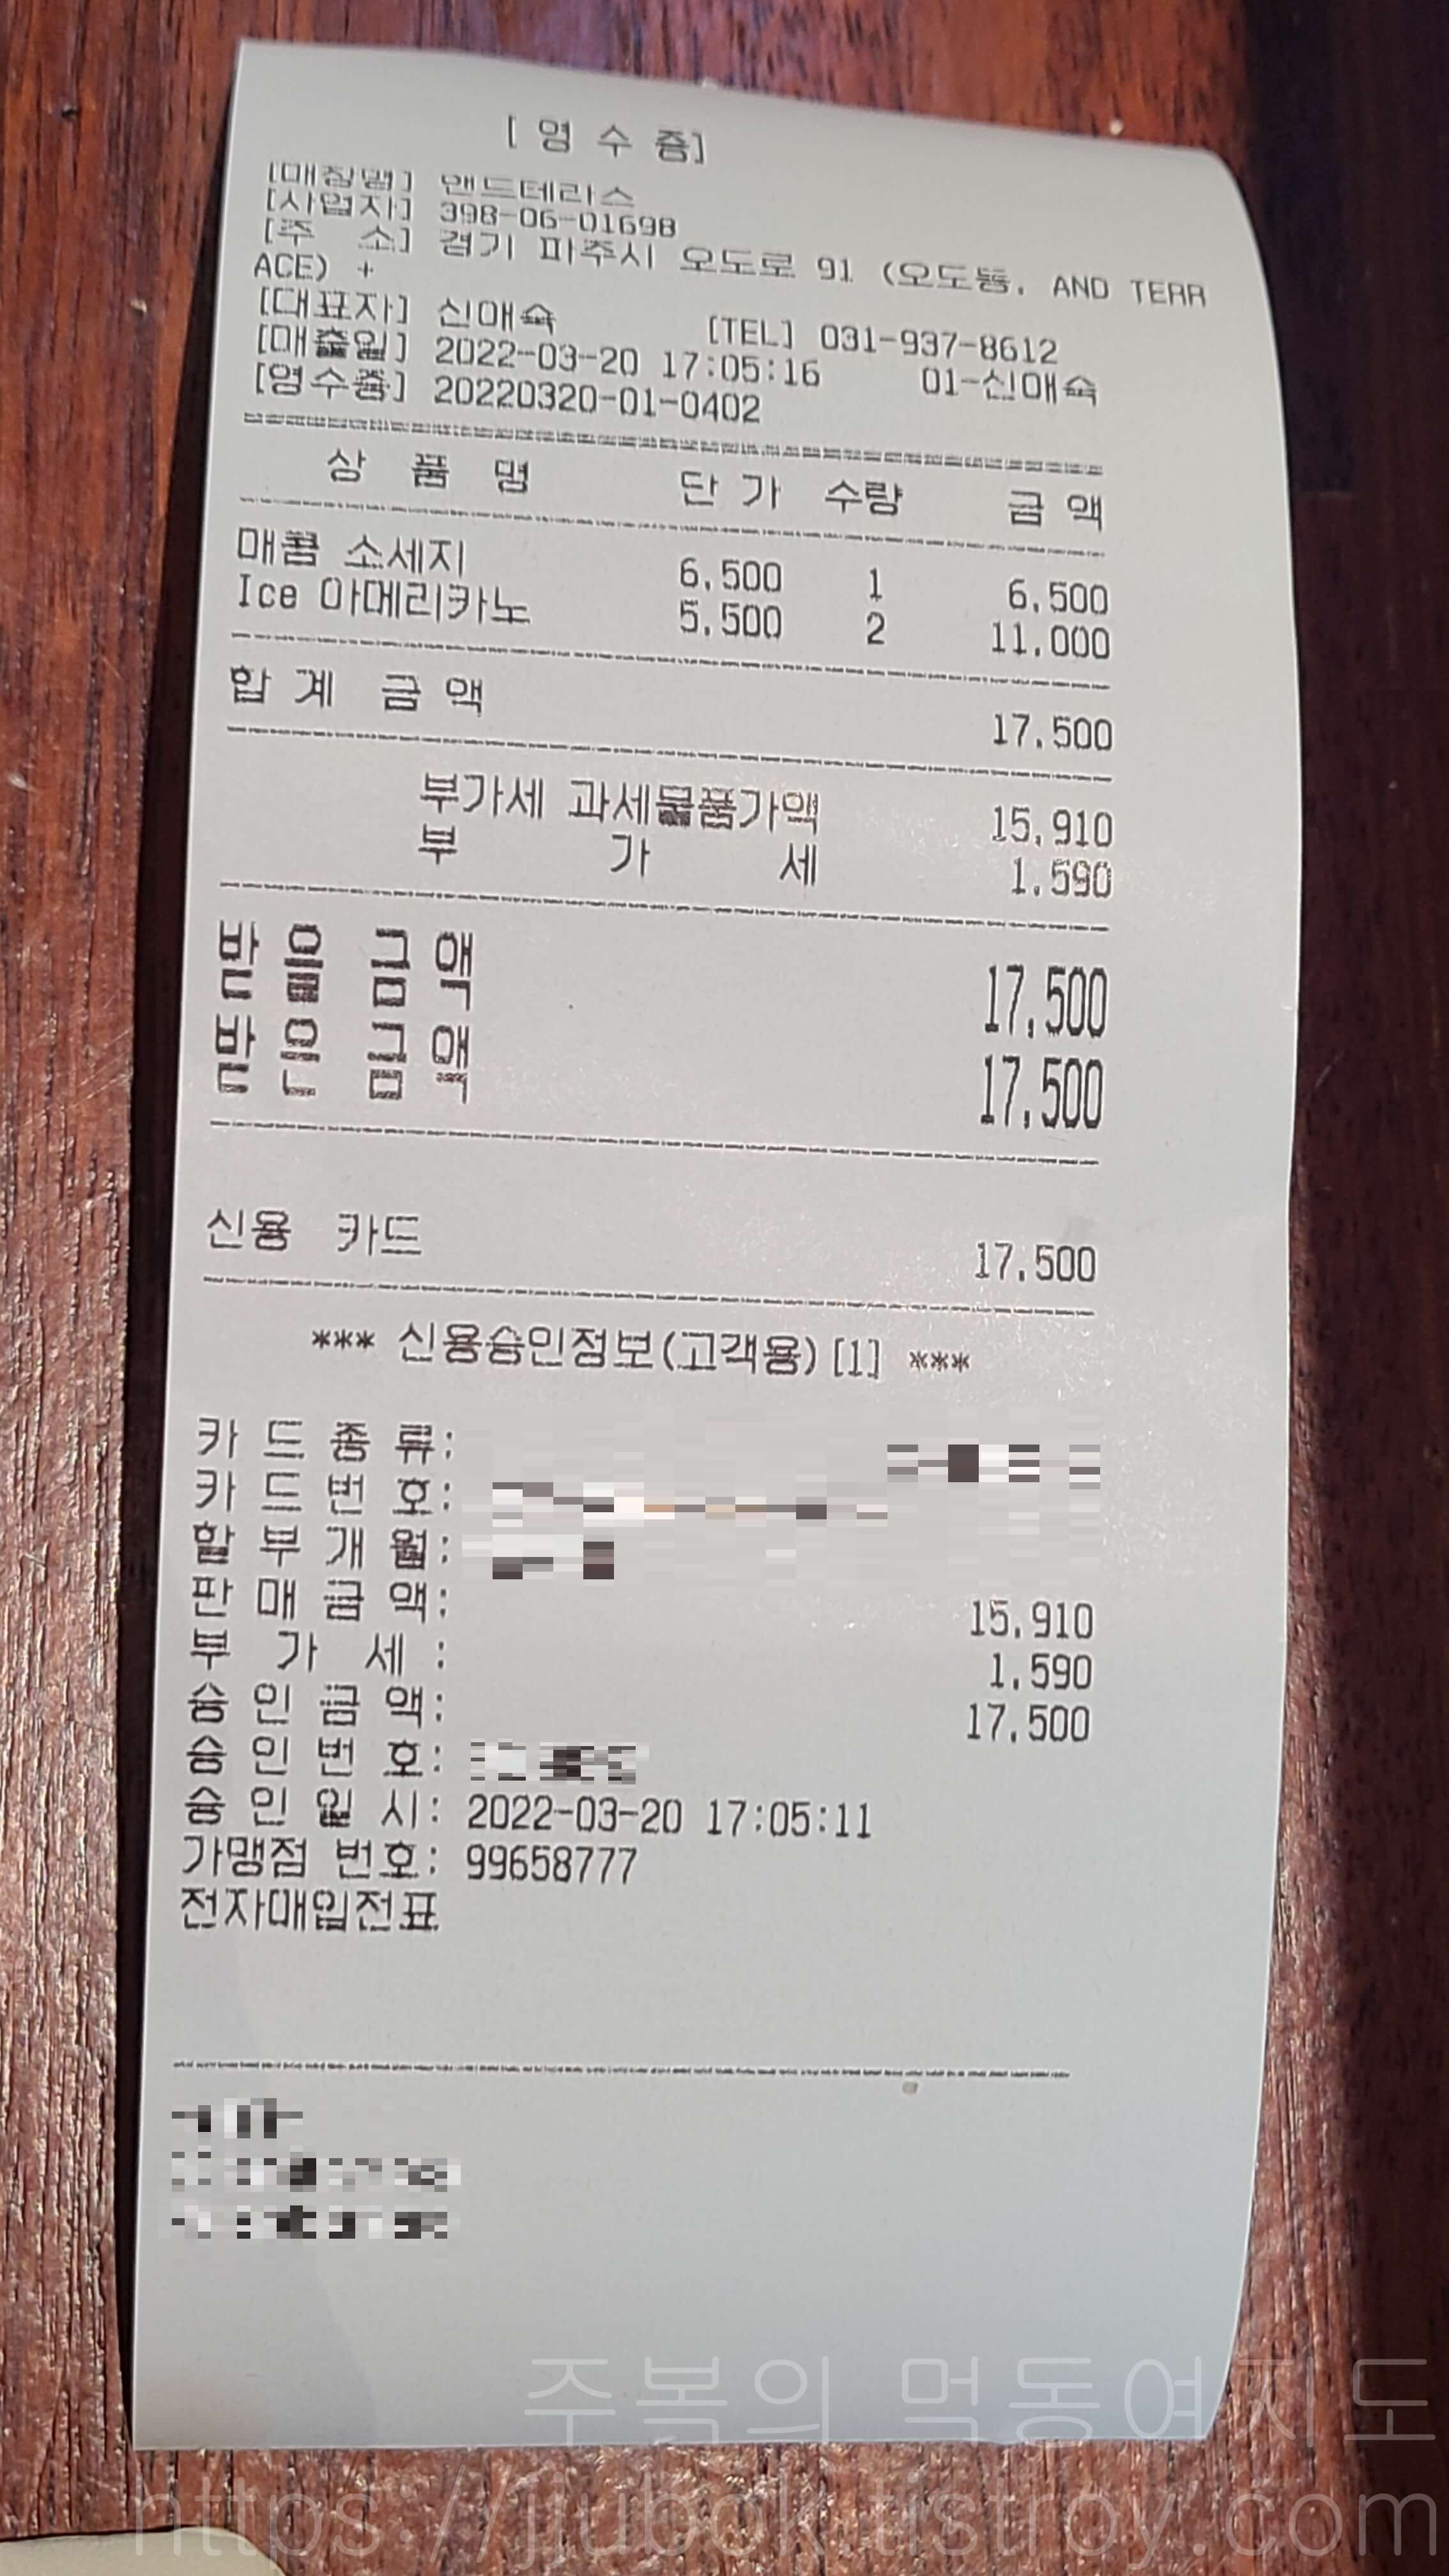 [ 영 수 증]
[매장명] 앤드테라스
[사업자] 398-06-01698
[주 소] 경기 파주시 오도로 91 (오도동, AND TERR
ACE) +
[대표자] 신애숙 [TEL] 031-937-8612
[매출일] 2022-03-20 17:05:16 01-신애숙
[영수증] 20220320-01-0402
상 품 명 단 가 수량 금 액
매콤 소세지 6,500 1 6,500
Ice 아메리카노 5,500 2 11,000
합 계 금 액 17,500
부가세 과세물품가액 15,910
부 가 세 1,590
받 을 금 액 17,500
받 은 금 액 17,500
신용 카드 17,500
*** 신용승인정보(고객용)[1] ***
카 드 종 류:
카 드 번 호:
할 부 개 월:
판 매 금 액: 15,910
부 가 세 : 1,590
승 인 금 액: 17,500
승 인 번 호:
승 인 일 시: 2022-03-20 17:05:11
가맹점 번호: 99658777
전자매입전표
주복의 먹동여지도
https://jjubok.tistroy.com